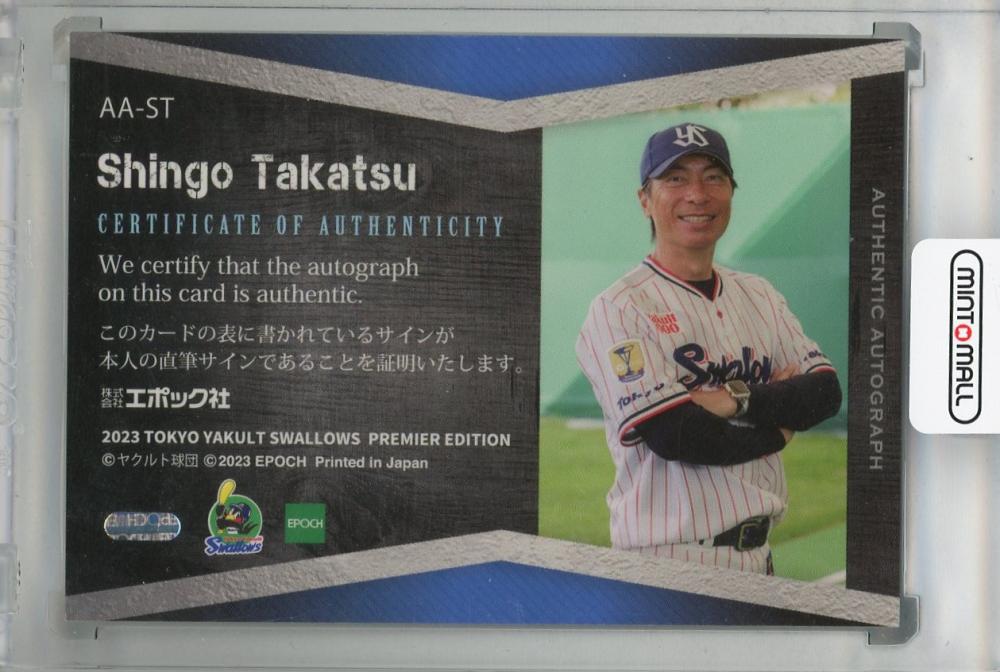 AA-ST
Shingo Takatsu
CERTIFICATE OF AUTHENTICITY
We certify that the autograph
on this card is authentic.
このカードの表に書かれているサインが
本人の直筆サインであることを証明いたします。
株式会社エポック社
2023 TOKYO YAKULT SWALLOWS PREMIER EDITION
©ヤクルト球団 ©2023 EPOCH Printed in Japan
Swallows
EPOCH
AUTHENTIC AUTOGRAPH
YS
Swallows
MINT MALL